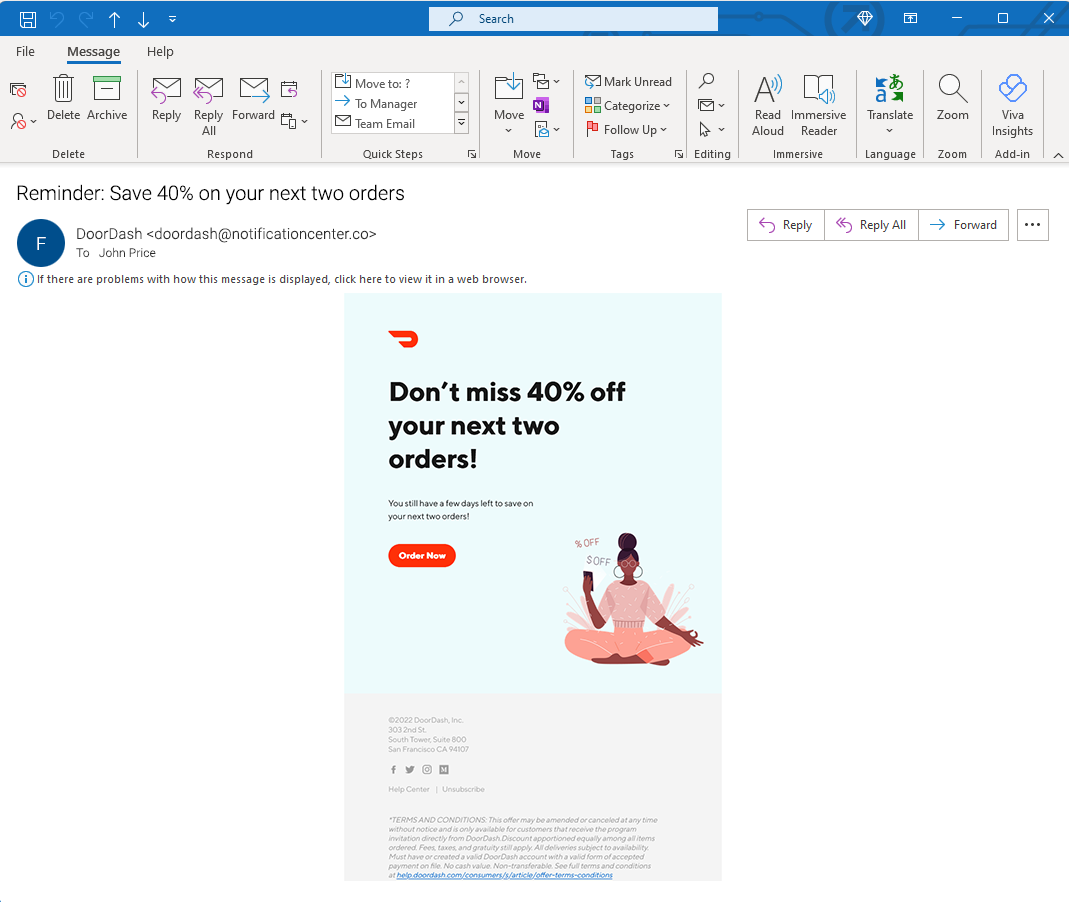 Search
File Message Help
Delete
Archive
Reply
Reply
All
Forward
Move to: ?
To Manager
Team Email
Move
N
Mark Unread
Categorize
Follow Up
Read
Aloud
Immersive
Reader
Translate
Zoom
Viva
Insights
Delete
Respond
Quick Steps
Move
Tags
Editing
Immersive
Language
Zoom
Add-in
Reminder: Save 40% on your next two orders
F
DoorDash <doordash@notificationcenter.co>
To John Price
Reply
Reply All
Forward
If there are problems with how this message is displayed, click here to view it in a web browser.
Don't miss 40% off
your next two
orders!
You still have a few days left to save on
your next two orders!
Order Now
% OFF
$ OFF
©2022 DoorDash, Inc.
303 2nd St.
South Tower, Suite 800
San Francisco CA 94107
Help Center | Unsubscribe
*TERMS AND CONDITIONS: This offer may be amended or canceled at any time
without notice and is only available for customers that receive the program
invitation directly from DoorDash.Discount apportioned equally among all items
ordered. Fees, taxes, and gratuity still apply. All deliveries subject to availability.
Must have or created a valid DoorDash account with a valid form of accepted
payment on file. No cash value. Non-transferable. See full terms and conditions
at help.doordash.com/consumers/s/article/offer-terms-conditions